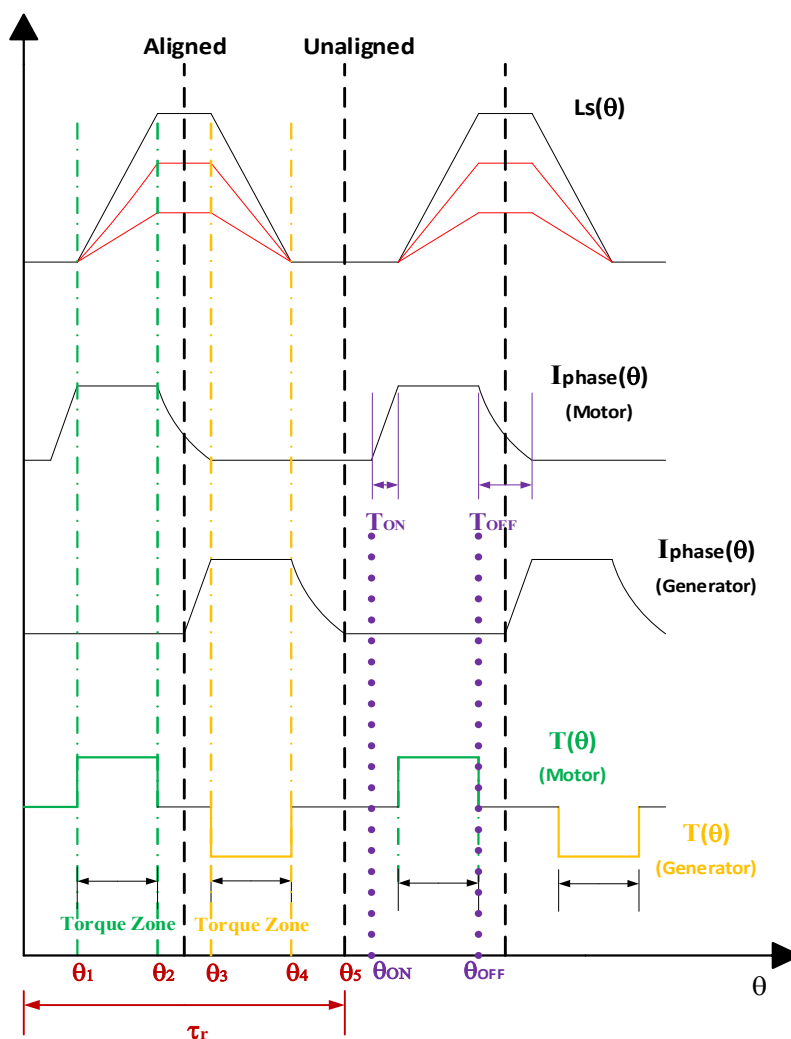 Aligned
Unaligned
Ls(θ)
Iphase(θ)
(Motor)
TON
TOFF
Iphase(θ)
(Generator)
T(θ)
(Motor)
T(θ)
(Generator)
Torque Zone
Torque Zone
θ1
θ2
θ3
θ4
θ5
θON
θOFF
θ
τr